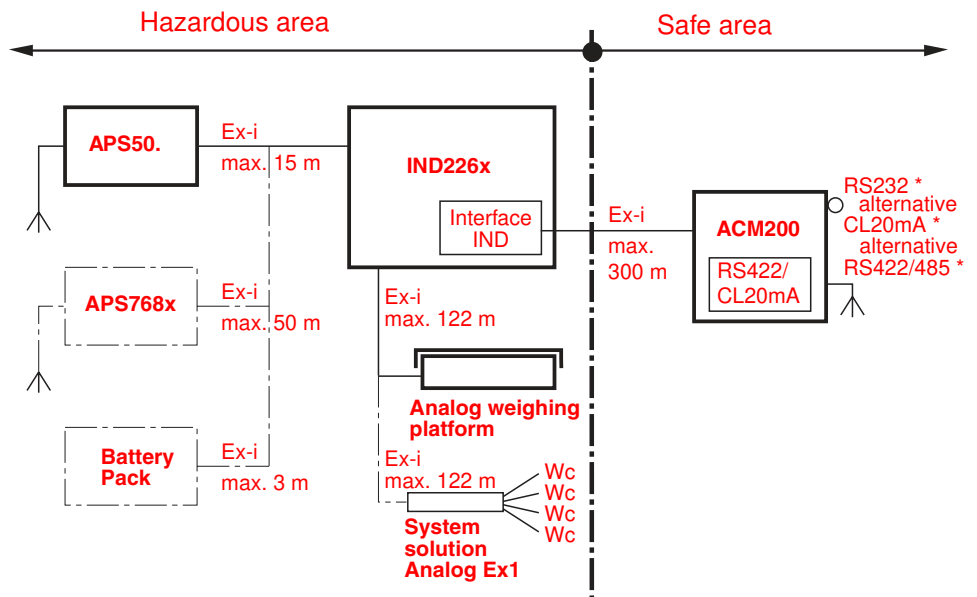 Hazardous area
Safe area
APS50.
Ex-i
max. 15 m
IND226x
Interface
IND
Ex-i
max.
300 m
ACM200
RS422/
CL20mA
RS232 *
alternative
CL20mA *
alternative
RS422/485 *
APS768x
Ex-i
max. 50 m
Ex-i
max. 122 m
Analog weighing
platform
Battery
Pack
Ex-i
max. 3 m
Ex-i
max. 122 m
Wc
Wc
Wc
Wc
System
solution
Analog Ex1